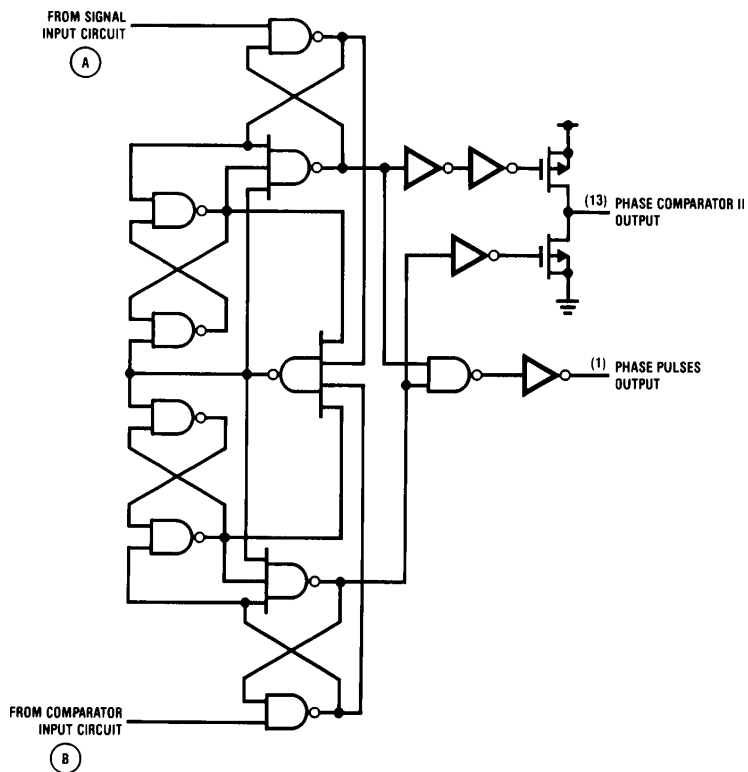 FROM SIGNAL
INPUT CIRCUIT
A
(13) PHASE COMPARATOR II
OUTPUT
(1) PHASE PULSES
OUTPUT
FROM COMPARATOR
INPUT CIRCUIT
B